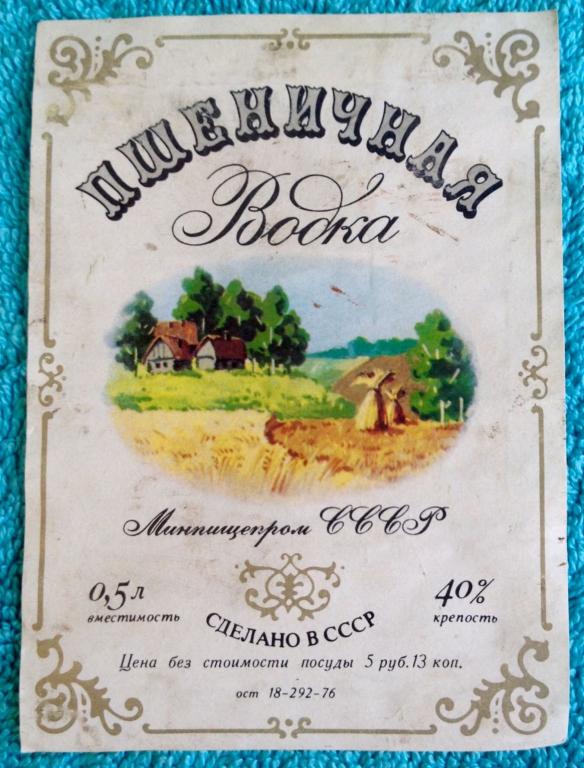 ПШЕНИЧНАЯ
Водка
Минпищепром СССР
0,5 л
вместимость
40%
крепость
СДЕЛАНО В СССР
Цена без стоимости посуды 5 руб. 13 коп.
ост 18-292-76